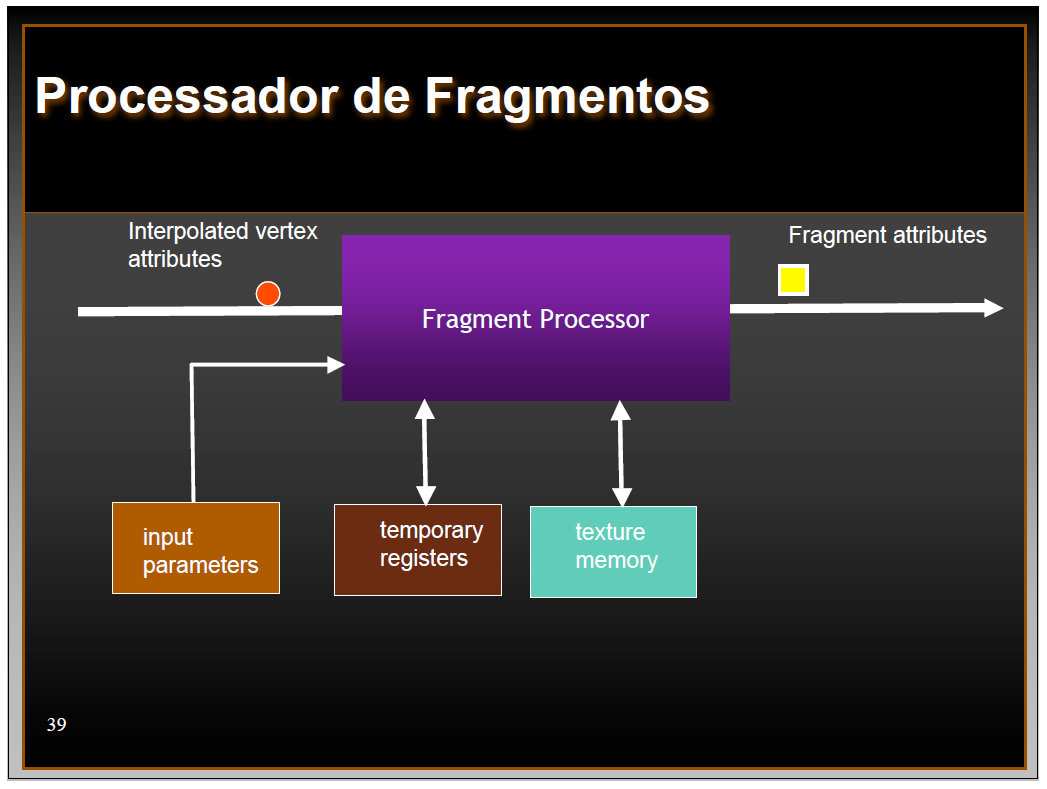 Processador de Fragmentos
Interpolated vertex
attributes
Fragment attributes
Fragment Processor
input
parameters
temporary
registers
texture
memory
39